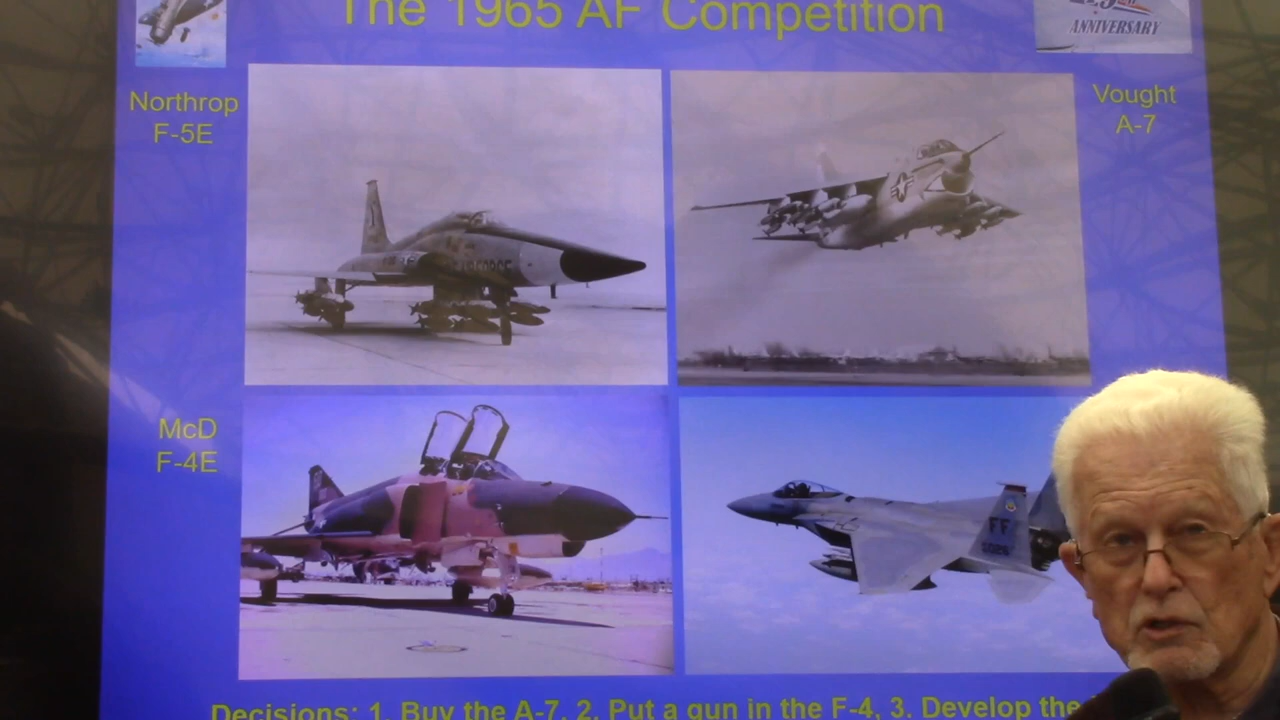 The 1965 AF Competition
ANNIVERSARY
Northrop
F-5E
Vought
A-7
McD
F-4E
FF
Decisions: 1. Buy the A-7, 2. Put a gun in the F-4, 3. Develop the